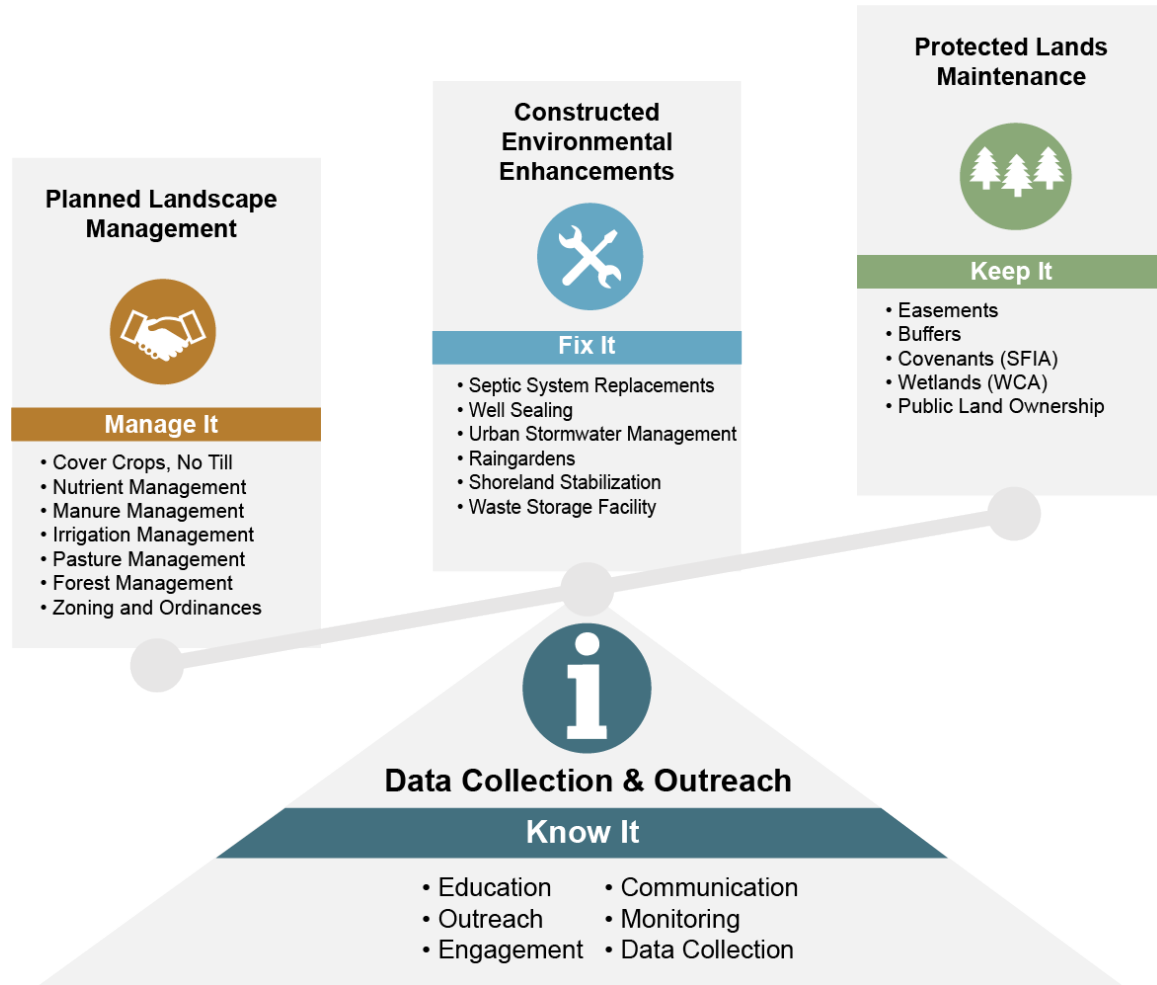 Planned Landscape
Management
Manage It
• Cover Crops, No Till
• Nutrient Management
• Manure Management
• Irrigation Management
• Pasture Management
• Forest Management
• Zoning and Ordinances
Constructed
Environmental
Enhancements
Fix It
• Septic System Replacements
• Well Sealing
• Urban Stormwater Management
• Raingardens
• Shoreland Stabilization
• Waste Storage Facility
Protected Lands
Maintenance
Keep It
• Easements
• Buffers
• Covenants (SFIA)
• Wetlands (WCA)
• Public Land Ownership
Data Collection & Outreach
Know It
• Education
• Outreach
• Engagement
• Communication
• Monitoring
• Data Collection